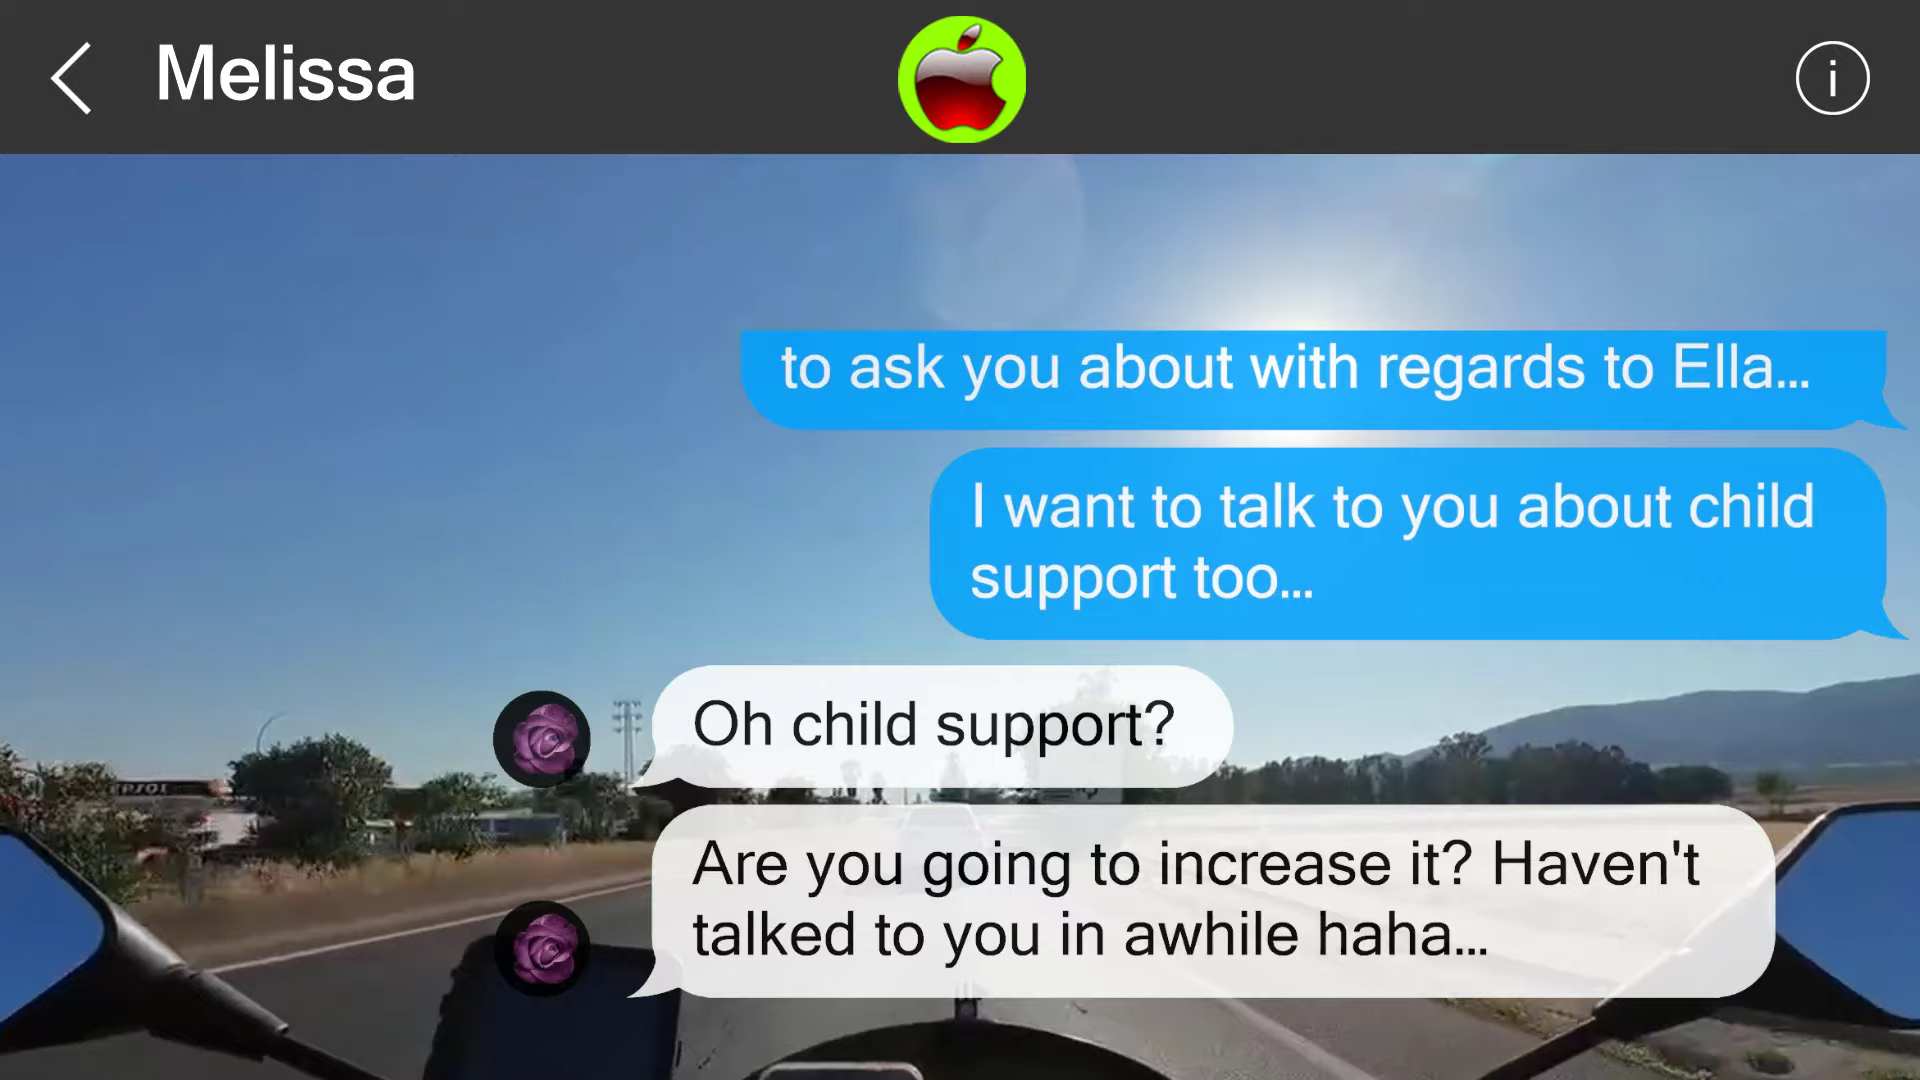 Melissa
to ask you about with regards to Ella...
I want to talk to you about child
support too...
Oh child support?
Are you going to increase it? Haven't
talked to you in awhile haha...